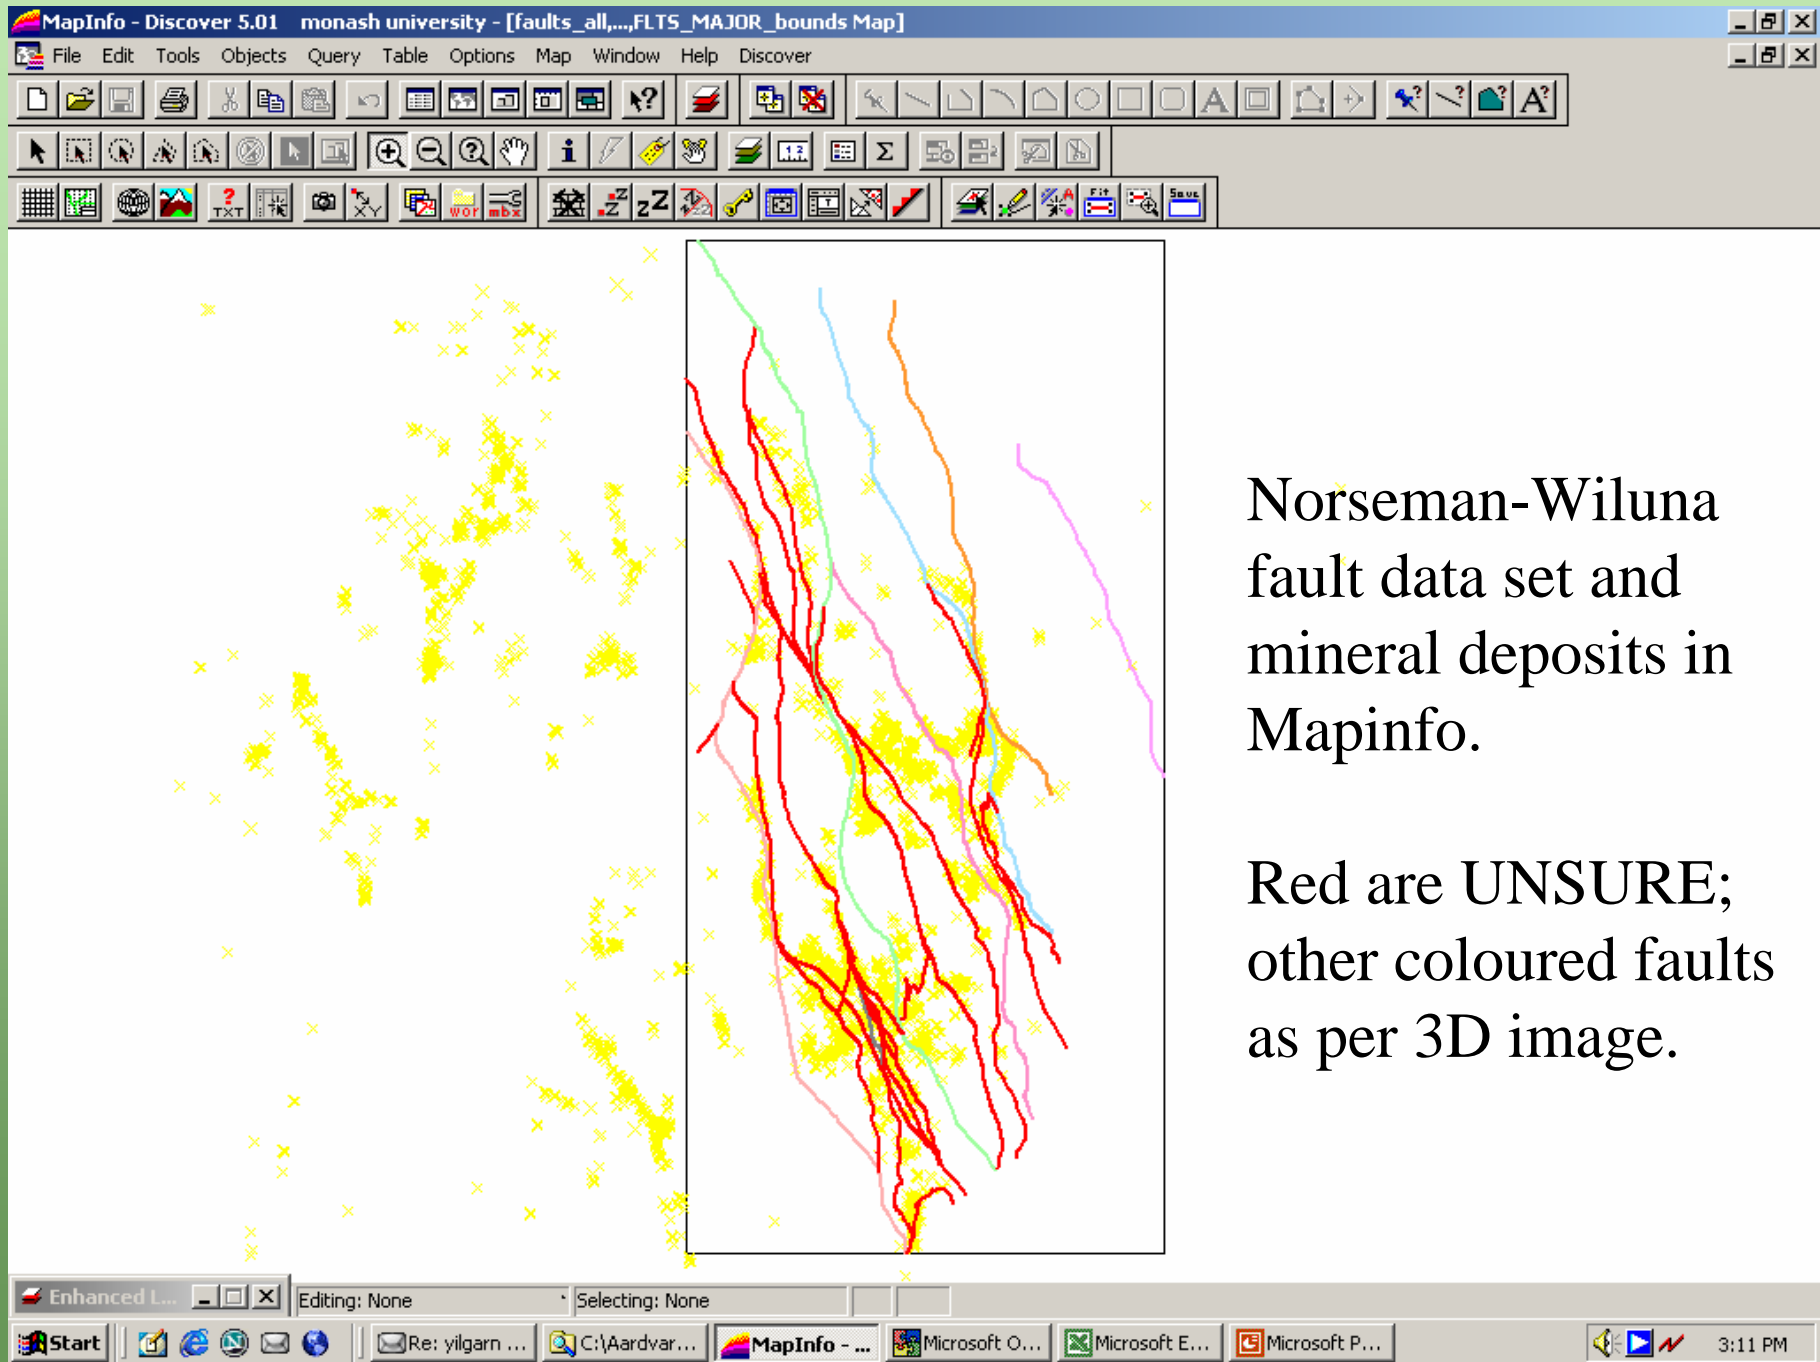 MapInfo - Discover 5.01 monash university - [faults_all,...,FLTS_MAJOR_bounds Map]
File Edit Tools Objects Query Table Options Map Window Help Discover
Norseman-Wiluna
fault data set and
mineral deposits in
Mapinfo.
Red are UNSURE;
other coloured faults
as per 3D image.
Enhanced L...
Editing: None
Selecting: None
Start
Re: yilgarn ...
C:\Aardvar...
MapInfo - ...
Microsoft O...
Microsoft E...
Microsoft P...
3:11 PM